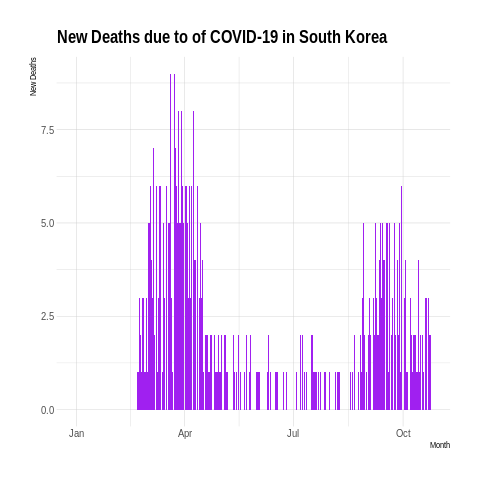 New Deaths due to of COVID-19 in South Korea
New Deaths
7.5
5.0
2.5
0.0
Jan Apr Jul Oct
Month